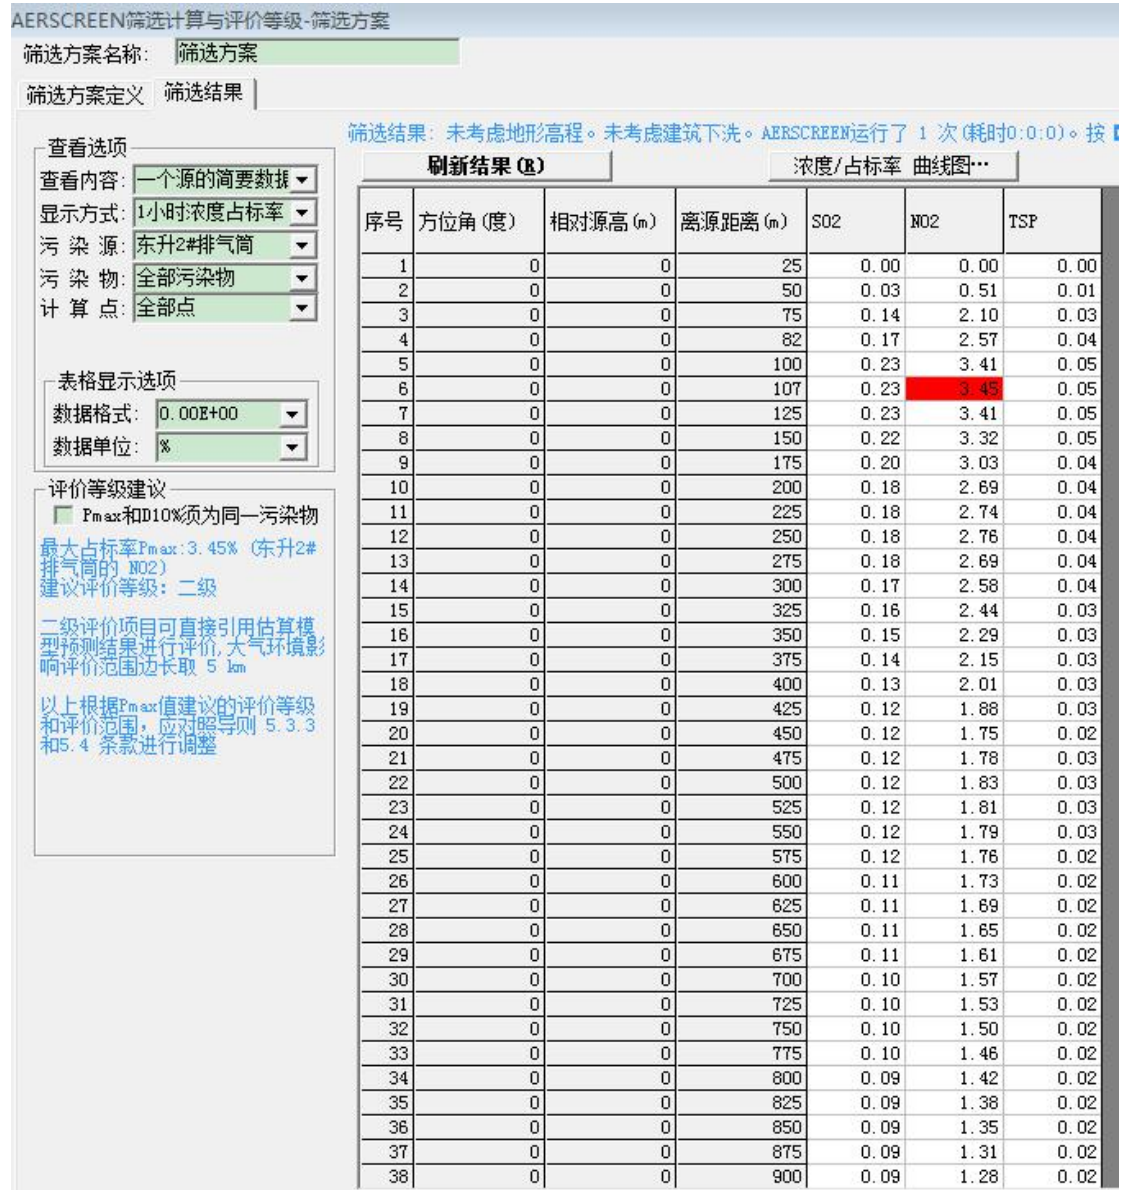 AERSCREEN筛选计算与评价等级-筛选方案
筛选方案名称: 筛选方案
筛选方案定义 筛选结果
筛选结果: 未考虑地形高程。未考虑建筑下洗。AERSCREEN运行了 1 次(耗时0:0:0)。按【
刷新结果(R) 浓度/占标率 曲线图…
查看选项
查看内容: 一个源的简要数据
显示方式: 1小时浓度占标率
污 染 源: 东升2#排气筒
污 染 物: 全部污染物
计 算 点: 全部点
表格显示选项
数据格式: 0.00E+00
数据单位: %
评价等级建议
Pmax和D10%须为同一污染物
最大占标率Pmax:3.45% (东升2#
排气筒的 NO2)
建议评价等级: 二级
二级评价项目可直接引用估算模
型预测结果进行评价,大气环境影
响评价范围边长取 5 km
以上根据Pmax值建议的评价等级
和评价范围, 应对照导则 5.3.3
和5.4 条款进行调整
序号 方位角(度) 相对源高(m) 离源距离(m) SO2 NO2 TSP
1 0 0 25 0.00 0.00 0.00
2 0 0 50 0.03 0.51 0.01
3 0 0 75 0.14 2.10 0.03
4 0 0 82 0.17 2.57 0.04
5 0 0 100 0.23 3.41 0.05
6 0 0 107 0.23 3.45 0.05
7 0 0 125 0.23 3.41 0.05
8 0 0 150 0.22 3.32 0.05
9 0 0 175 0.20 3.03 0.04
10 0 0 200 0.18 2.69 0.04
11 0 0 225 0.18 2.74 0.04
12 0 0 250 0.18 2.76 0.04
13 0 0 275 0.18 2.69 0.04
14 0 0 300 0.17 2.58 0.04
15 0 0 325 0.16 2.44 0.03
16 0 0 350 0.15 2.29 0.03
17 0 0 375 0.14 2.15 0.03
18 0 0 400 0.13 2.01 0.03
19 0 0 425 0.12 1.88 0.03
20 0 0 450 0.12 1.75 0.02
21 0 0 475 0.12 1.78 0.03
22 0 0 500 0.12 1.83 0.03
23 0 0 525 0.12 1.81 0.03
24 0 0 550 0.12 1.79 0.03
25 0 0 575 0.12 1.76 0.02
26 0 0 600 0.11 1.73 0.02
27 0 0 625 0.11 1.69 0.02
28 0 0 650 0.11 1.65 0.02
29 0 0 675 0.11 1.61 0.02
30 0 0 700 0.10 1.57 0.02
31 0 0 725 0.10 1.53 0.02
32 0 0 750 0.10 1.50 0.02
33 0 0 775 0.10 1.46 0.02
34 0 0 800 0.09 1.42 0.02
35 0 0 825 0.09 1.38 0.02
36 0 0 850 0.09 1.35 0.02
37 0 0 875 0.09 1.31 0.02
38 0 0 900 0.09 1.28 0.02